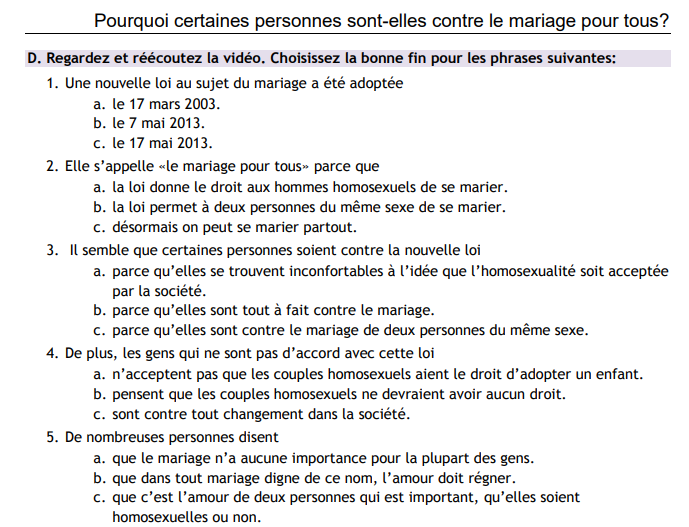 Pourquoi certaines personnes sont-elles contre le mariage pour tous?
D. Regardez et réécoutez la vidéo. Choisissez la bonne fin pour les phrases suivantes:
1. Une nouvelle loi au sujet du mariage a été adoptée
a. le 17 mars 2003.
b. le 7 mai 2013.
c. le 17 mai 2013.
2. Elle s’appelle «le mariage pour tous» parce que
a. la loi donne le droit aux hommes homosexuels de se marier.
b. la loi permet à deux personnes du même sexe de se marier.
c. désormais on peut se marier partout.
3. Il semble que certaines personnes soient contre la nouvelle loi
a. parce qu’elles se trouvent inconfortables à l’idée que l’homosexualité soit acceptée
par la société.
b. parce qu’elles sont tout à fait contre le mariage.
c. parce qu’elles sont contre le mariage de deux personnes du même sexe.
4. De plus, les gens qui ne sont pas d’accord avec cette loi
a. n’acceptent pas que les couples homosexuels aient le droit d’adopter un enfant.
b. pensent que les couples homosexuels ne devraient avoir aucun droit.
c. sont contre tout changement dans la société.
5. De nombreuses personnes disent
a. que le mariage n’a aucune importance pour la plupart des gens.
b. que dans tout mariage digne de ce nom, l’amour doit régner.
c. que c’est l’amour de deux personnes qui est important, qu’elles soient
homosexuelles ou non.